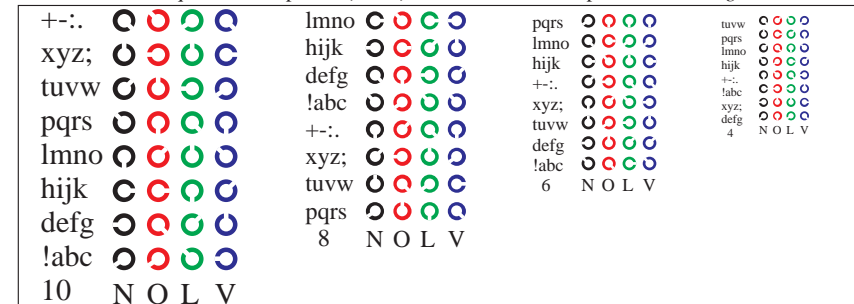 +-:.
xyz;
tuvw
pqrs
lmno
hijk
defg
!abc
10 N O L V
lmno
hijk
defg
!abc
+-:.
xyz;
tuvw
pqrs
8 N O L V
pqrs
lmno
hijk
+-:.
xyz;
tuvw
defg
!abc
6 N O L V
tuvw
pqrs
lmno
hijk
+-:.
!abc
xyz;
defg
4 N O L V